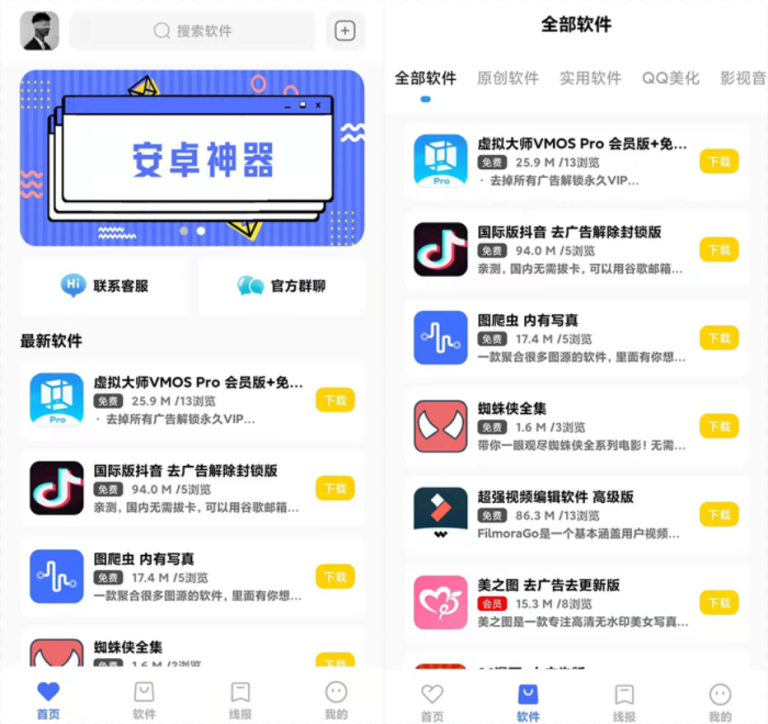 搜索软件
安卓神器
联系客服
官方群聊
最新软件
虚拟大师VMOS Pro 会员版+免...
免费 25.9 M /13浏览
· 去掉所有广告解锁永久VIP...
下载
Pro
国际版抖音 去广告解除封锁版
免费 94.0 M /5浏览
亲测，国内无需拔卡，可以用谷歌邮箱...
下载
图爬虫 内有写真
免费 17.4 M /5浏览
一款聚合很多图源的软件，里面有你想...
下载
蜘蛛侠全集
免费 1.6 M /3浏览
下载
首页
软件
线报
我的
全部软件
全部软件
原创软件
实用软件
QQ美化
影视音
虚拟大师VMOS Pro 会员版+免...
免费 25.9 M /13浏览
· 去掉所有广告解锁永久VIP...
下载
Pro
国际版抖音 去广告解除封锁版
免费 94.0 M /5浏览
亲测，国内无需拔卡，可以用谷歌邮箱...
下载
图爬虫 内有写真
免费 17.4 M /5浏览
一款聚合很多图源的软件，里面有你想...
下载
蜘蛛侠全集
免费 1.6 M /3浏览
带你一眼观尽蜘蛛侠全系列电影！无需...
下载
超强视频编辑软件 高级版
免费 86.3 M /13浏览
FilmoraGo是一个基本涵盖用户视频...
下载
美之图 去广告去更新版
会员 15.3 M /8浏览
美之图是一款专注高清无水印美女写真...
下载
首页
软件
线报
我的